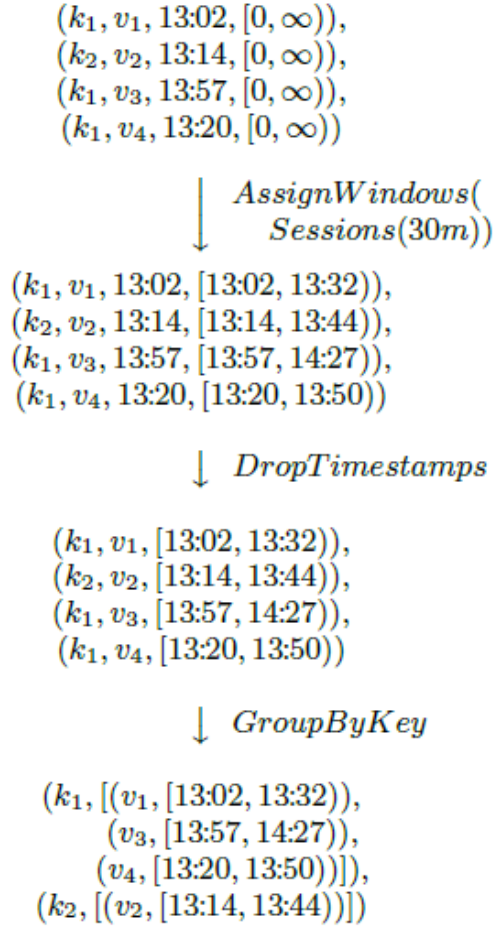 (k₁, v₁, 13:02, [0, ∞)),
(k₂, v₂, 13:14, [0, ∞)),
(k₁, v₃, 13:57, [0, ∞)),
(k₁, v₄, 13:20, [0, ∞))
↓ AssignWindows(
Sessions(30m))
(k₁, v₁, 13:02, [13:02, 13:32)),
(k₂, v₂, 13:14, [13:14, 13:44)),
(k₁, v₃, 13:57, [13:57, 14:27)),
(k₁, v₄, 13:20, [13:20, 13:50))
↓ DropTimestamps
(k₁, v₁, [13:02, 13:32)),
(k₂, v₂, [13:14, 13:44)),
(k₁, v₃, [13:57, 14:27)),
(k₁, v₄, [13:20, 13:50))
↓ GroupByKey
(k₁, [(v₁, [13:02, 13:32)),
(v₃, [13:57, 14:27)),
(v₄, [13:20, 13:50))]),
(k₂, [(v₂, [13:14, 13:44))])